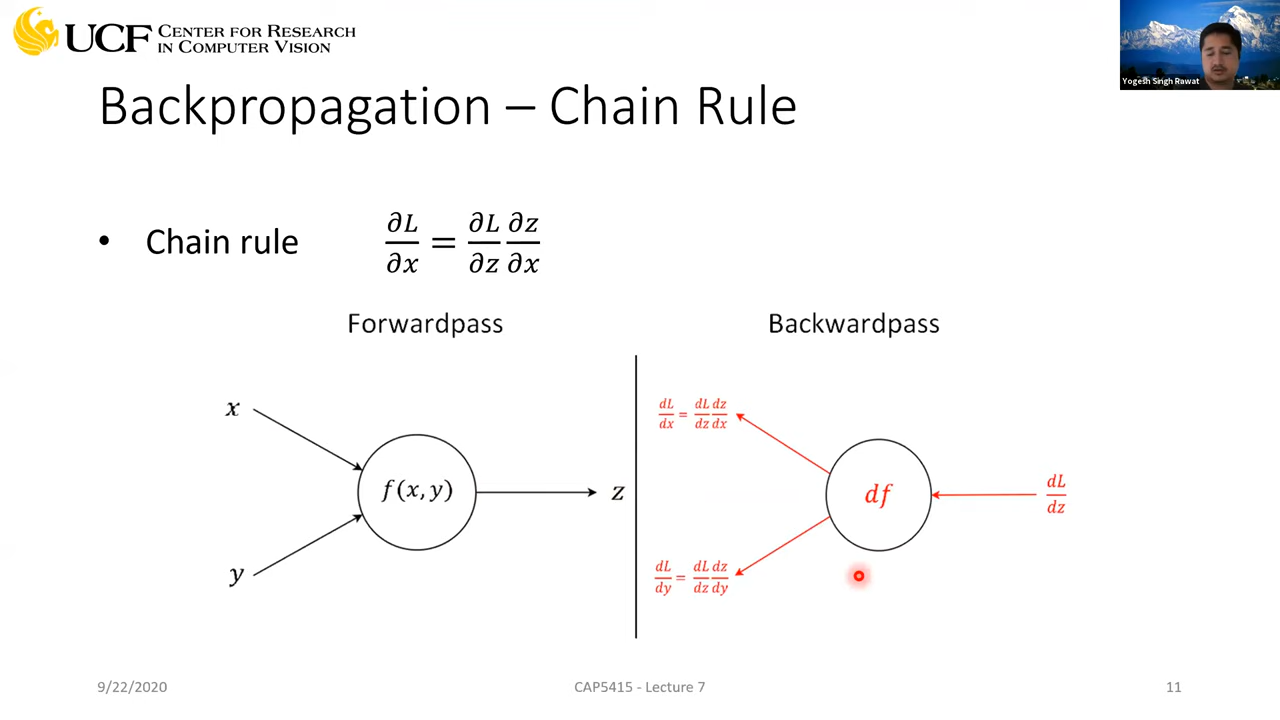 UCF CENTER FOR RESEARCH
IN COMPUTER VISION
Yogesh Singh Rawat
Backpropagation – Chain Rule
• Chain rule ∂L/∂x = ∂L/∂z ∂z/∂x
Forwardpass
Backwardpass
x
f(x, y)
z
y
dL/dx = dL/dz dz/dx
df
dL/dz
dL/dy = dL/dz dz/dy
9/22/2020
CAP5415 - Lecture 7
11